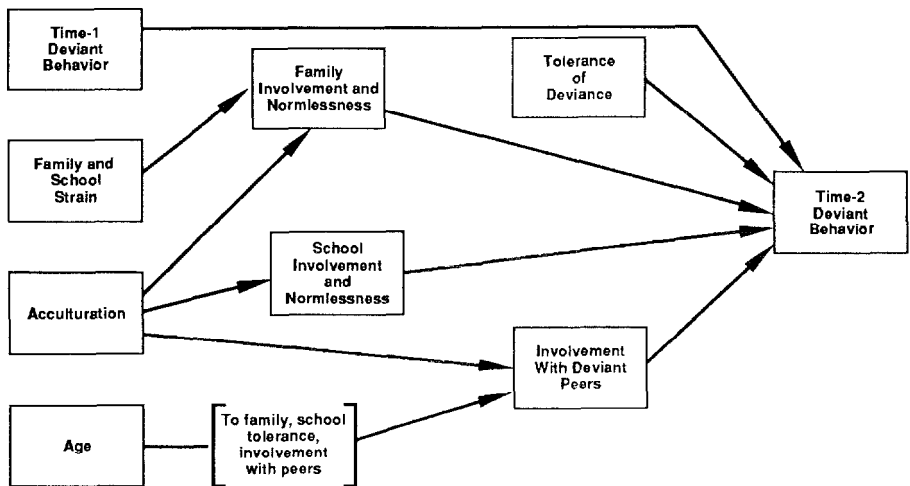 Time-1
Deviant
Behavior
Family
Involvement and
Normlessness
Tolerance
of
Deviance
Family and
School
Strain
Time-2
Deviant
Behavior
School
Involvement
and
Normlessness
Acculturation
Involvement
With Deviant
Peers
Age
To family, school
tolerance,
involvement
with peers